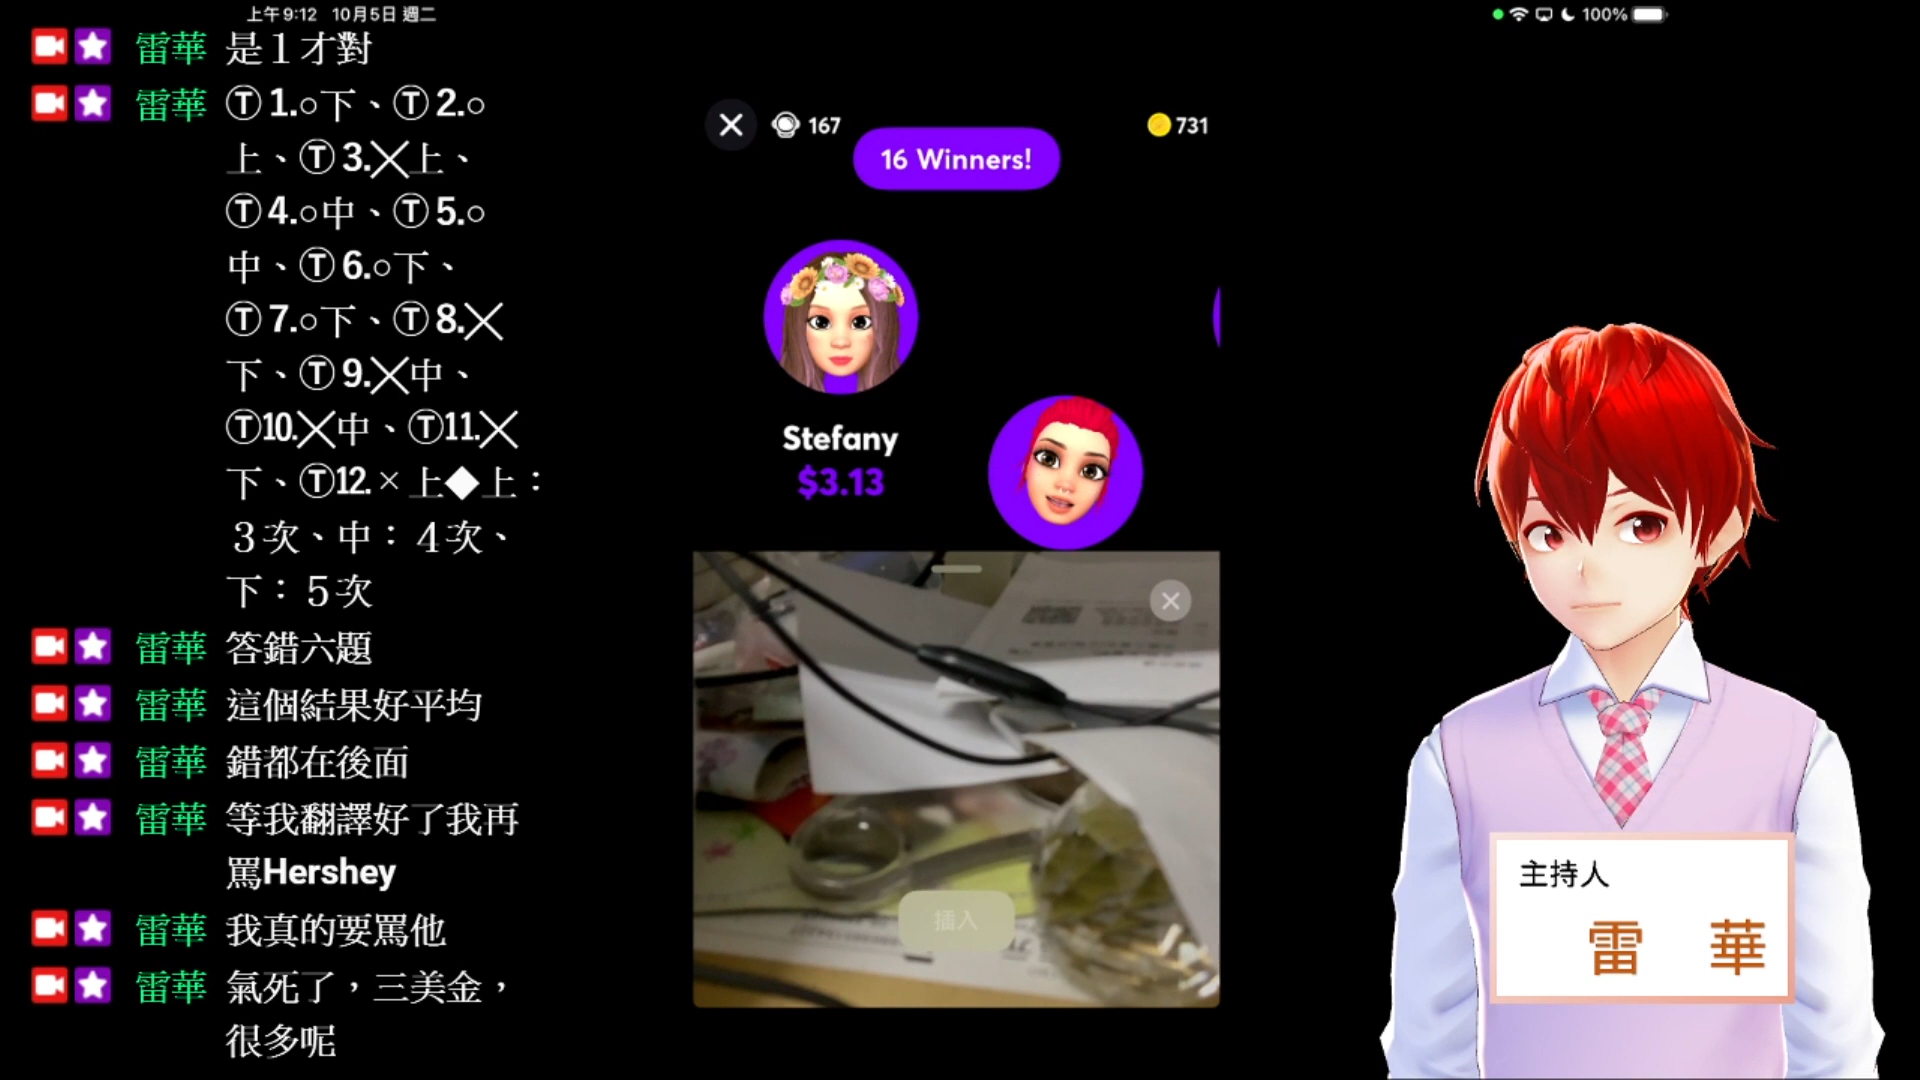 上午9:12 10月5日 週二
100%
雷華 是１才對
雷華 Ⓣ1.○下、Ⓣ2.○
上、Ⓣ3.╳上、
Ⓣ4.○中、Ⓣ5.○
中、Ⓣ6.○下、
Ⓣ7.○下、Ⓣ8.╳
下、Ⓣ9.╳中、
Ⓣ10.╳中、Ⓣ11.╳
下、Ⓣ12.×上◆上：
３次、中：４次、
下：５次
雷華 答錯六題
雷華 這個結果好平均
雷華 錯都在後面
雷華 等我翻譯好了我再
罵Hershey
雷華 我真的要罵他
雷華 氣死了，三美金，
很多呢
167
731
16 Winners!
Stefany
$3.13
插入
主持人
雷 華